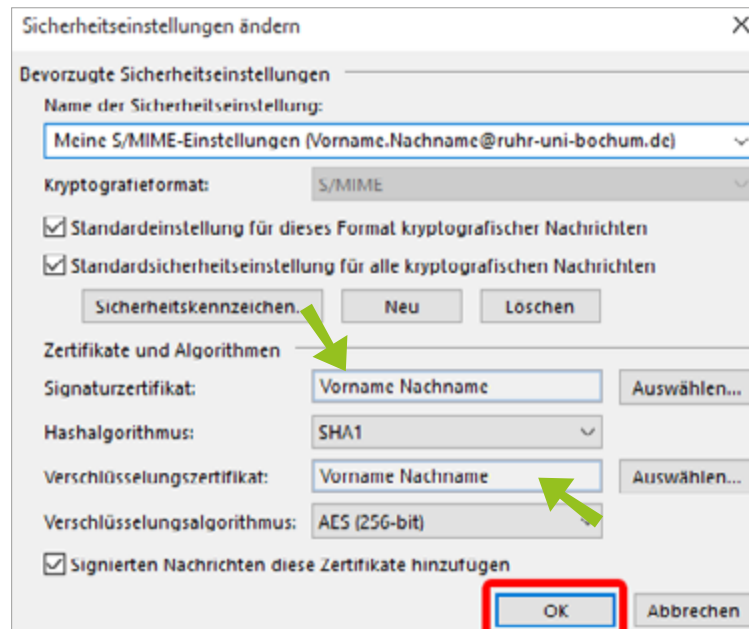 Sicherheitseinstellungen ändern
Bevorzugte Sicherheitseinstellungen
Name der Sicherheitseinstellung:
Meine S/MIME-Einstellungen (Vorname.Nachname@ruhr-uni-bochum.de)
Kryptografieformat: S/MIME
Standardeinstellung für dieses Format kryptografischer Nachrichten
Standardsicherheitseinstellung für alle kryptografischen Nachrichten
Sicherheitskennzeichen... Neu Löschen
Zertifikate und Algorithmen
Signaturzertifikat: Vorname Nachname Auswählen...
Hashalgorithmus: SHA1
Verschlüsselungszertifikat: Vorname Nachname Auswählen...
Verschlüsselungsalgorithmus: AES (256-bit)
Signierten Nachrichten diese Zertifikate hinzufügen
OK Abbrechen